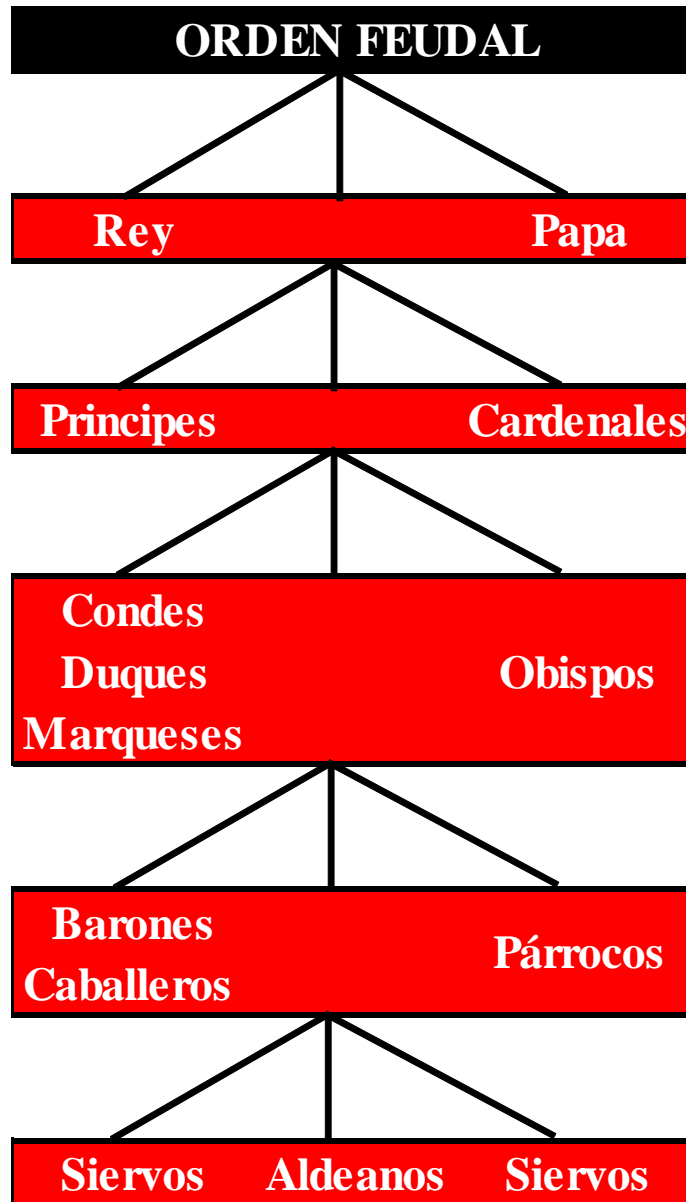 ORDEN FEUDAL
Rey Papa
Principes Cardenales
Condes
Duques Obispos
Marqueses
Barones
Párrocos
Caballeros
Siervos Aldeanos Siervos